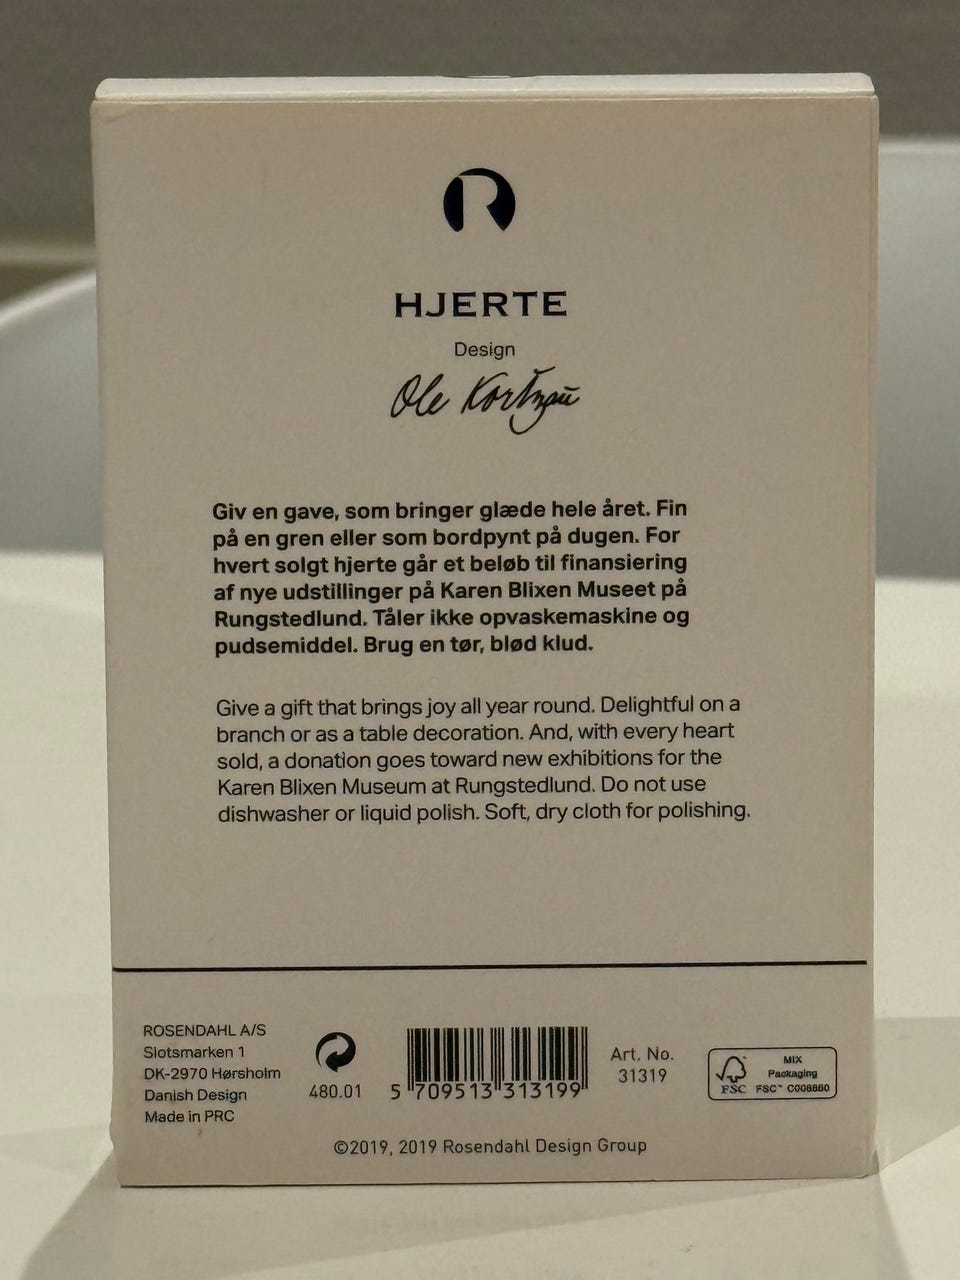 R
HJERTE
Design
Ole Kortzau
Giv en gave, som bringer glæde hele året. Fin
på en gren eller som bordpynt på dugen. For
hvert solgt hjerte går et beløb til finansiering
af nye udstillinger på Karen Blixen Museet på
Rungstedlund. Tåler ikke opvaskemaskine og
pudsemiddel. Brug en tør, blød klud.
Give a gift that brings joy all year round. Delightful on a
branch or as a table decoration. And, with every heart
sold, a donation goes toward new exhibitions for the
Karen Blixen Museum at Rungstedlund. Do not use
dishwasher or liquid polish. Soft, dry cloth for polishing.
ROSENDAHL A/S
Slotsmarken 1
DK-2970 Hørsholm
Danish Design
Made in PRC
480.01
5 709513 313199
Art. No.
31319
FSC
MIX
Packaging
FSC™ C008880
©2019, 2019 Rosendahl Design Group